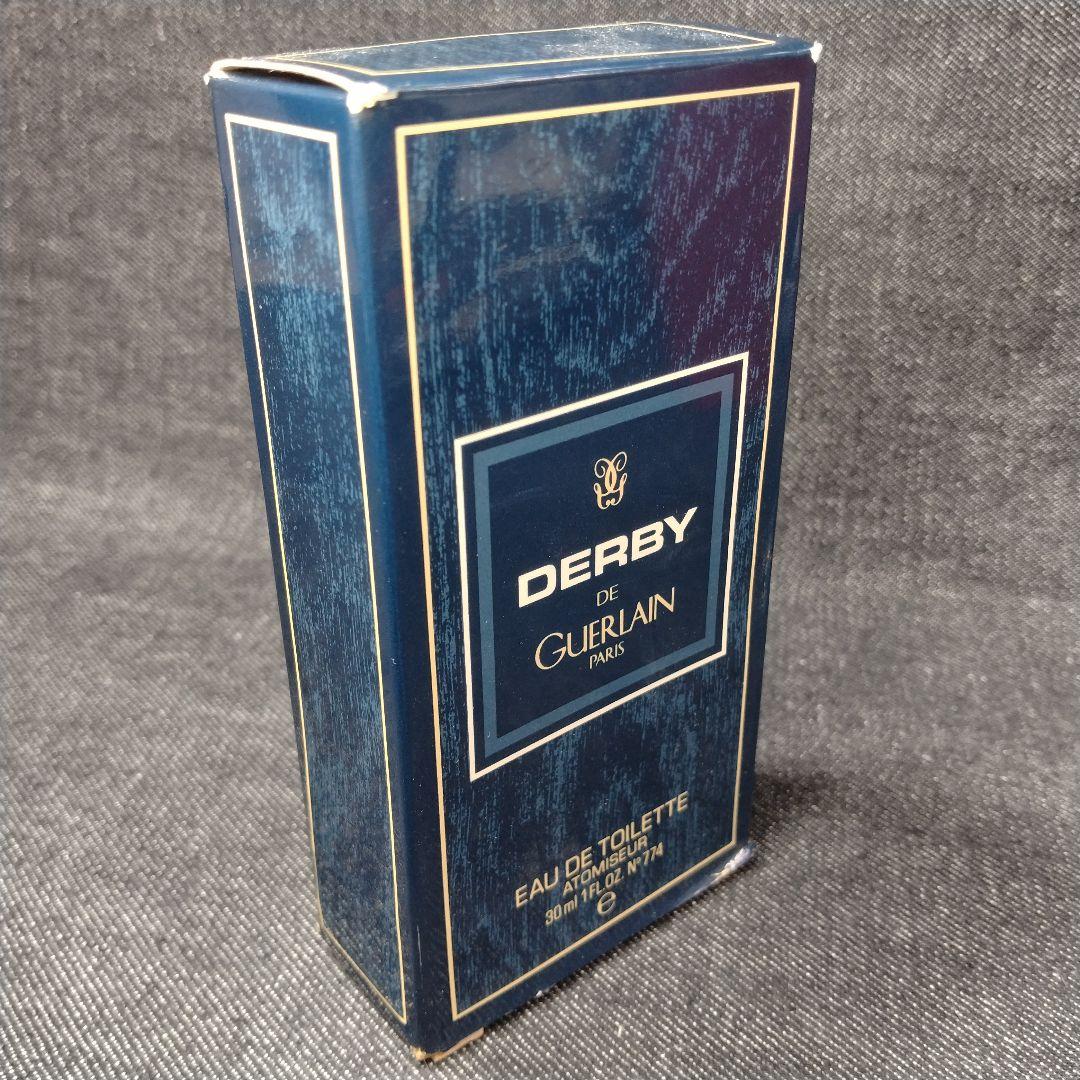 DERBY
DE
GUERLAIN
PARIS
EAU DE TOILETTE
ATOMISEUR
30 ml 1 FL.OZ. N° 774
e